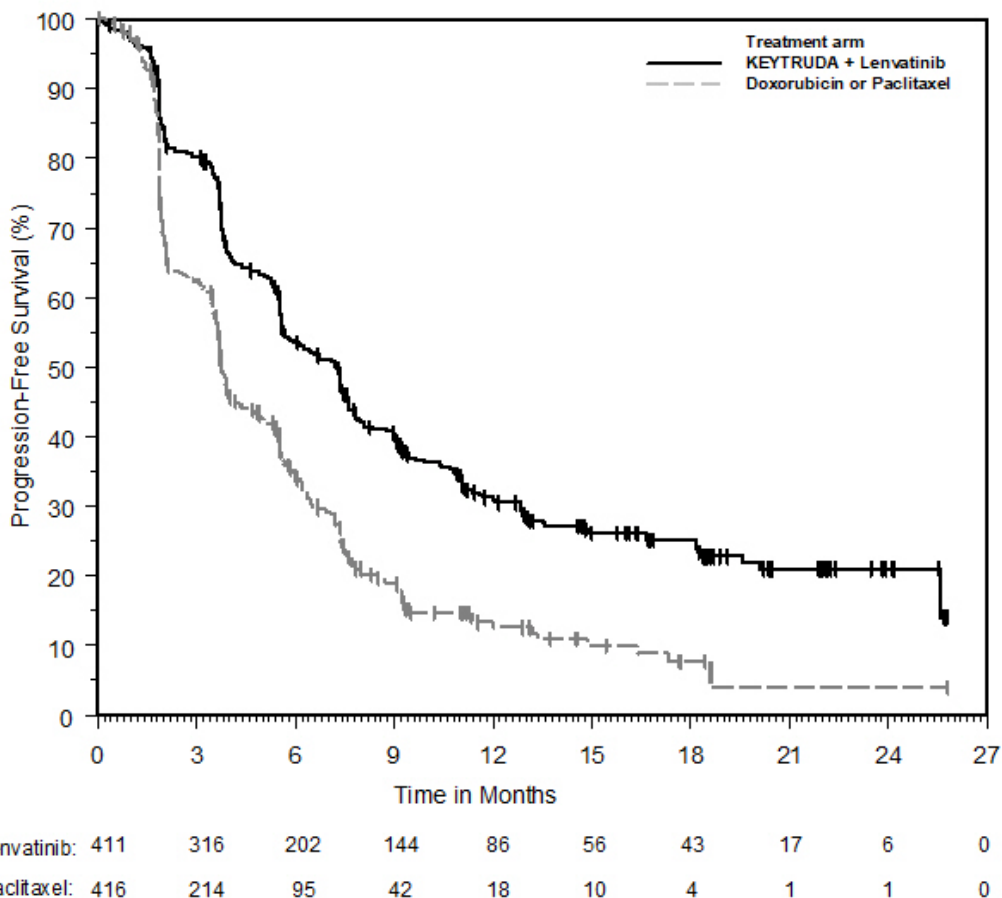 Treatment arm
KEYTRUDA + Lenvatinib
Doxorubicin or Paclitaxel
Progression-Free Survival (%)
100
90
80
70
60
50
40
30
20
10
0
0 3 6 9 12 15 18 21 24 27
Time in Months
nvatinib: 411 316 202 144 86 56 43 17 6 0
aclitaxel: 416 214 95 42 18 10 4 1 1 0